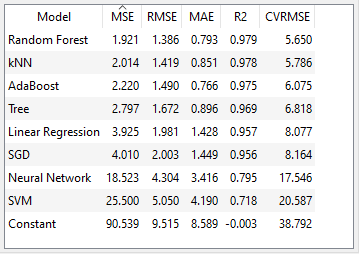 Model MSE RMSE MAE R2 CVRMSE
Random Forest 1.921 1.386 0.793 0.979 5.650
kNN 2.014 1.419 0.851 0.978 5.786
AdaBoost 2.220 1.490 0.766 0.975 6.075
Tree 2.797 1.672 0.896 0.969 6.818
Linear Regression 3.925 1.981 1.428 0.957 8.077
SGD 4.010 2.003 1.449 0.956 8.164
Neural Network 18.523 4.304 3.416 0.795 17.546
SVM 25.500 5.050 4.190 0.718 20.587
Constant 90.539 9.515 8.589 -0.003 38.792